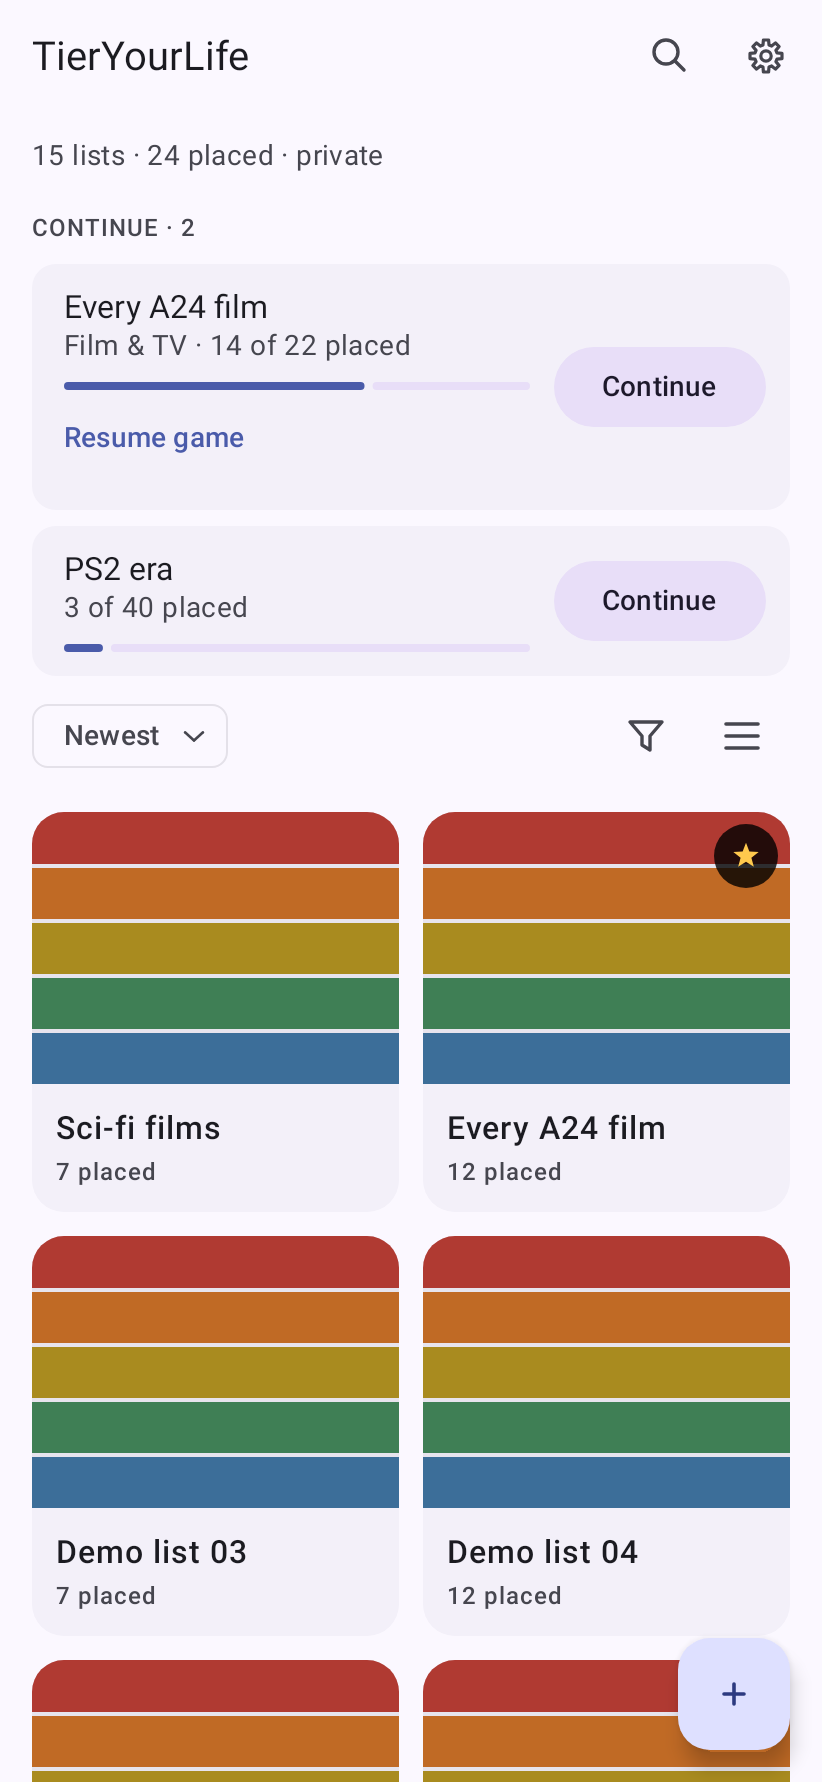 TierYourLife
15 lists · 24 placed · private
CONTINUE · 2
Every A24 film
Film & TV · 14 of 22 placed
Continue
Resume game
PS2 era
3 of 40 placed
Continue
Newest
Sci-fi films
7 placed
Every A24 film
12 placed
Demo list 03
7 placed
Demo list 04
12 placed